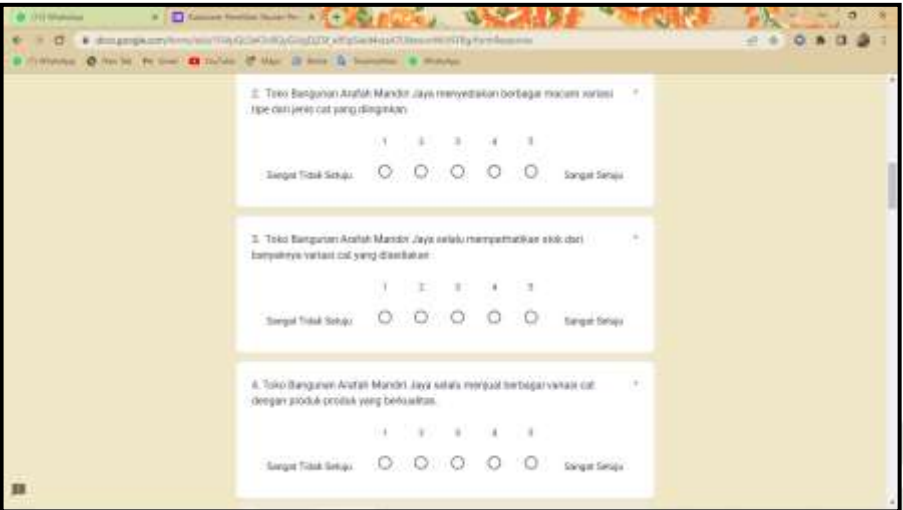 (1) WhatsApp
YouTube Maps
2. Toko Bangunan Arafah Mandiri Jaya menyediakan berbagai macam variasi *
tipe dan jenis cat yang diinginkan.
1 2 3 4 5
Sangat Tidak Setuju Sangat Setuju
3. Toko Bangunan Arafah Mandiri Jaya selalu memperhatikan stok dari *
banyaknya variasi cat yang disediakan
1 2 3 4 5
Sangat Tidak Setuju Sangat Setuju
4. Toko Bangunan Arafah Mandiri Jaya selalu menjual berbagai variasi cat *
dengan produk-produk yang berkualitas.
1 2 3 4 5
Sangat Tidak Setuju Sangat Setuju